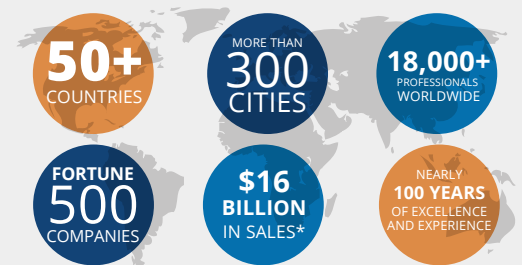 50+
COUNTRIES
MORE THAN
300
CITIES
18,000+
PROFESSIONALS
WORLDWIDE
FORTUNE
500
COMPANIES
$16
BILLION
IN SALES*
NEARLY
100 YEARS
OF EXCELLENCE
AND EXPERIENCE